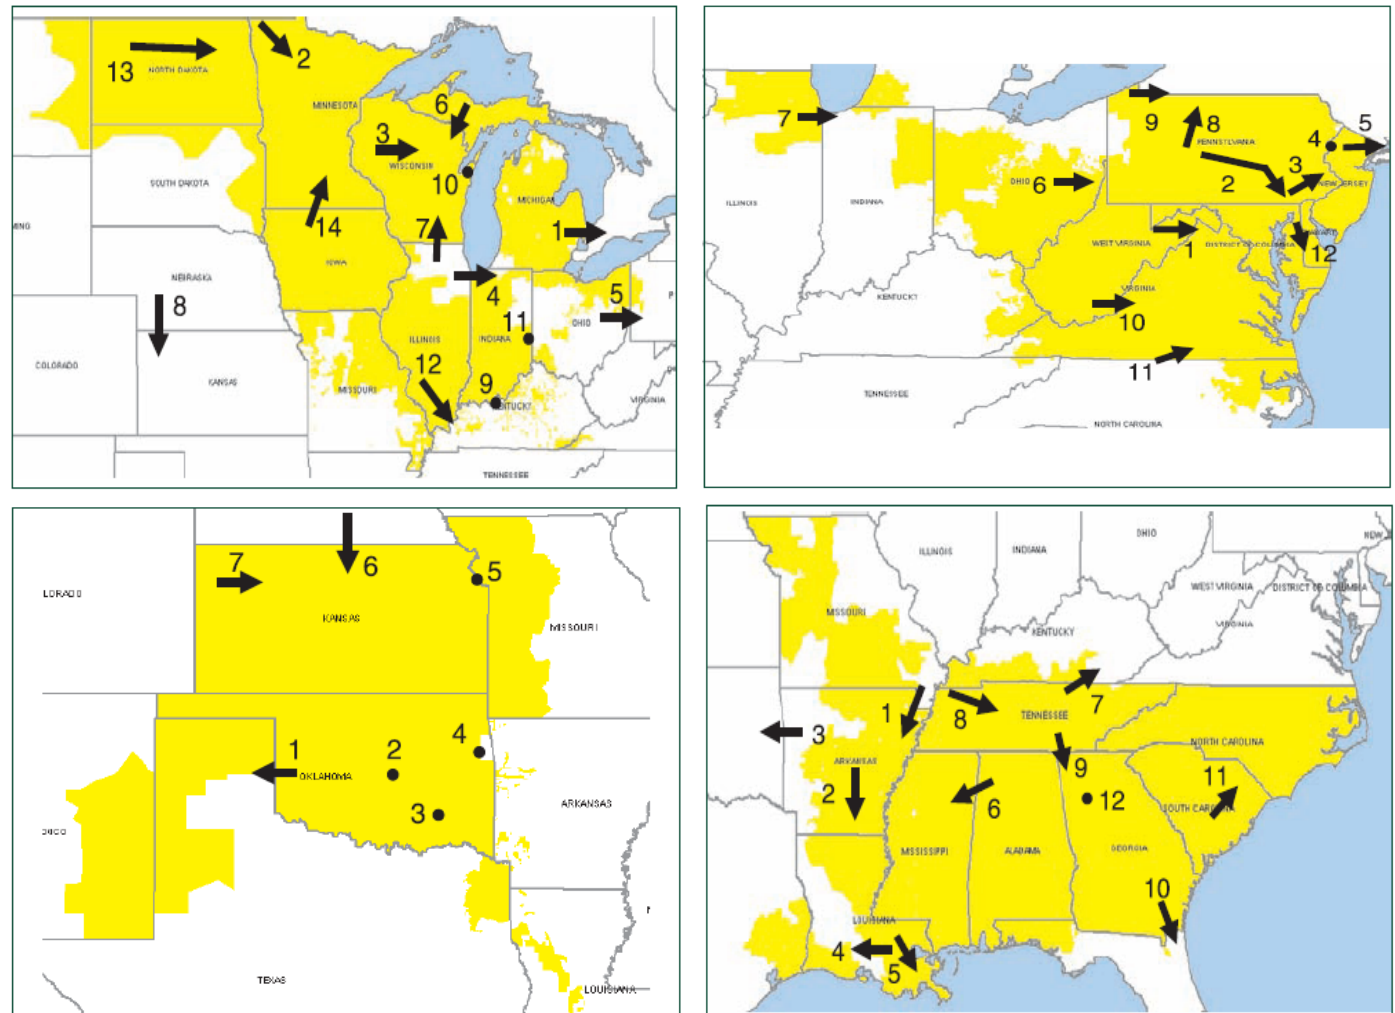 13
NORTH DAKOTA
2
MINNESOTA
6
3
WISCONSIN
10
SOUTH DAKOTA
MICHIGAN
14
7
1
MING
IOWA
NEBRASKA
8
4
5
11
OHIO
P
ILLINOIS
INDIANA
COLORADO
12
KANSAS
MISSOURI
9
KENTUCKY
VIRGINIA
TENNESSEE
7
9
8
5
4
PENNSYLVANIA
3
OHIO
6
2
NEW JERSEY
ILLINOIS
INDIANA
WEST VIRGINIA
1
DISTRICT OF COLUMBIA
12
KENTUCKY
VIRGINIA
10
11
TENNESSEE
NORTH CAROLINA
7
6
5
LORADO
KANSAS
MISSOURI
4
1
2
OKLAHOMA
ARKANSAS
3
XICO
TEXAS
LOUISIANA
ILLINOIS
INDIANA
OHIO
NEW
WEST VIRGINIA
DISTRICT OF COLUMBIA
MISSOURI
VIRGINIA
KENTUCKY
1
8
7
TENNESSEE
3
NORTH CAROLINA
ARKANSAS
9
2
11
6
12
SOUTH CAROLINA
MISSISSIPPI
ALABAMA
GEORGIA
10
LOUISIANA
4
5